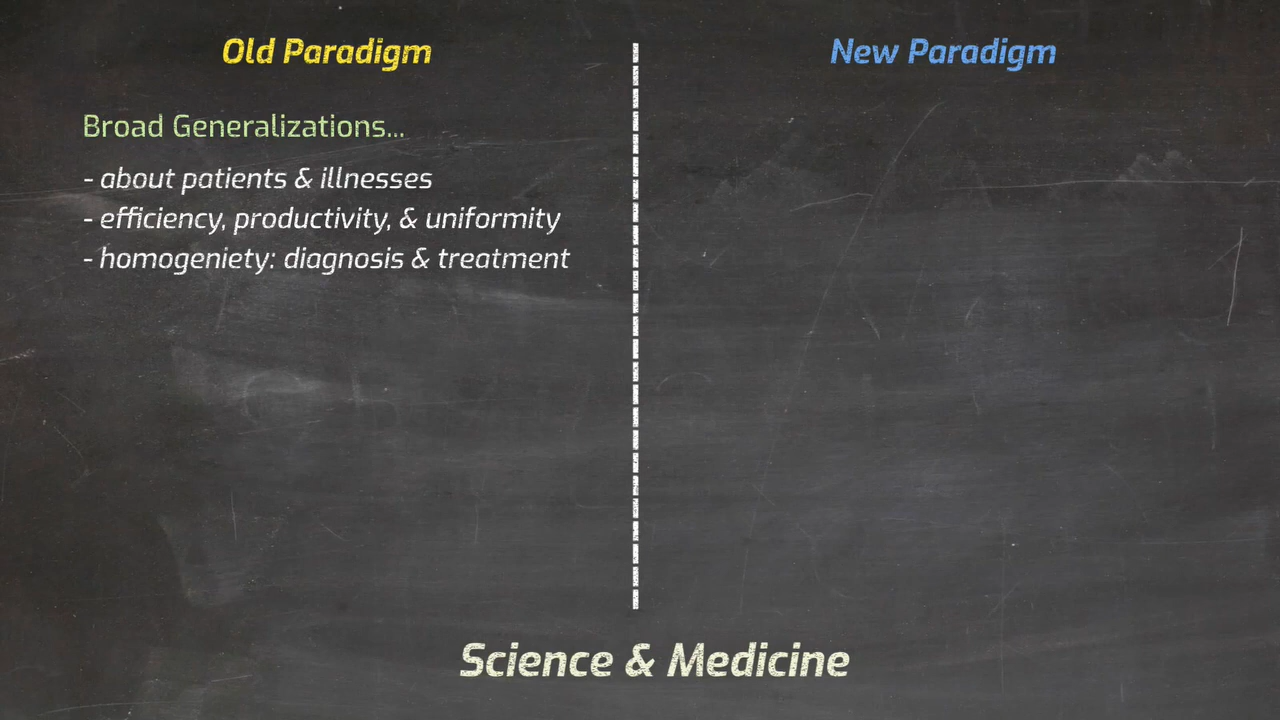 Old Paradigm
Broad Generalizations...
- about patients & illnesses
- efficiency, productivity, & uniformity
- homogeniety: diagnosis & treatment
New Paradigm
Science & Medicine